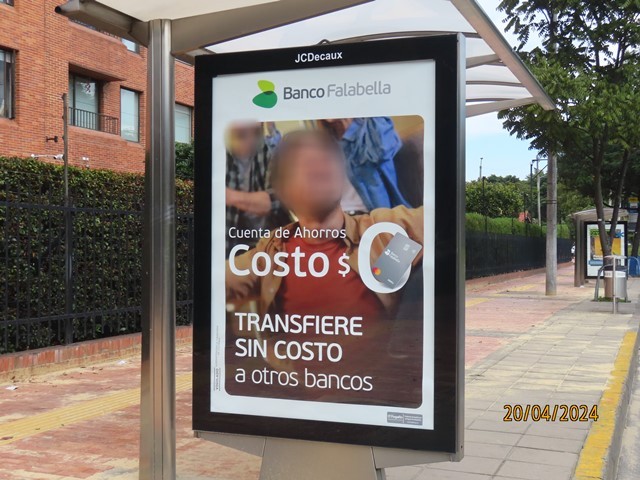 JCDecaux
Banco Falabella
Cuenta de Ahorros
Costo $0
TRANSFIERE
SIN COSTO
a otros bancos
20/04/2024